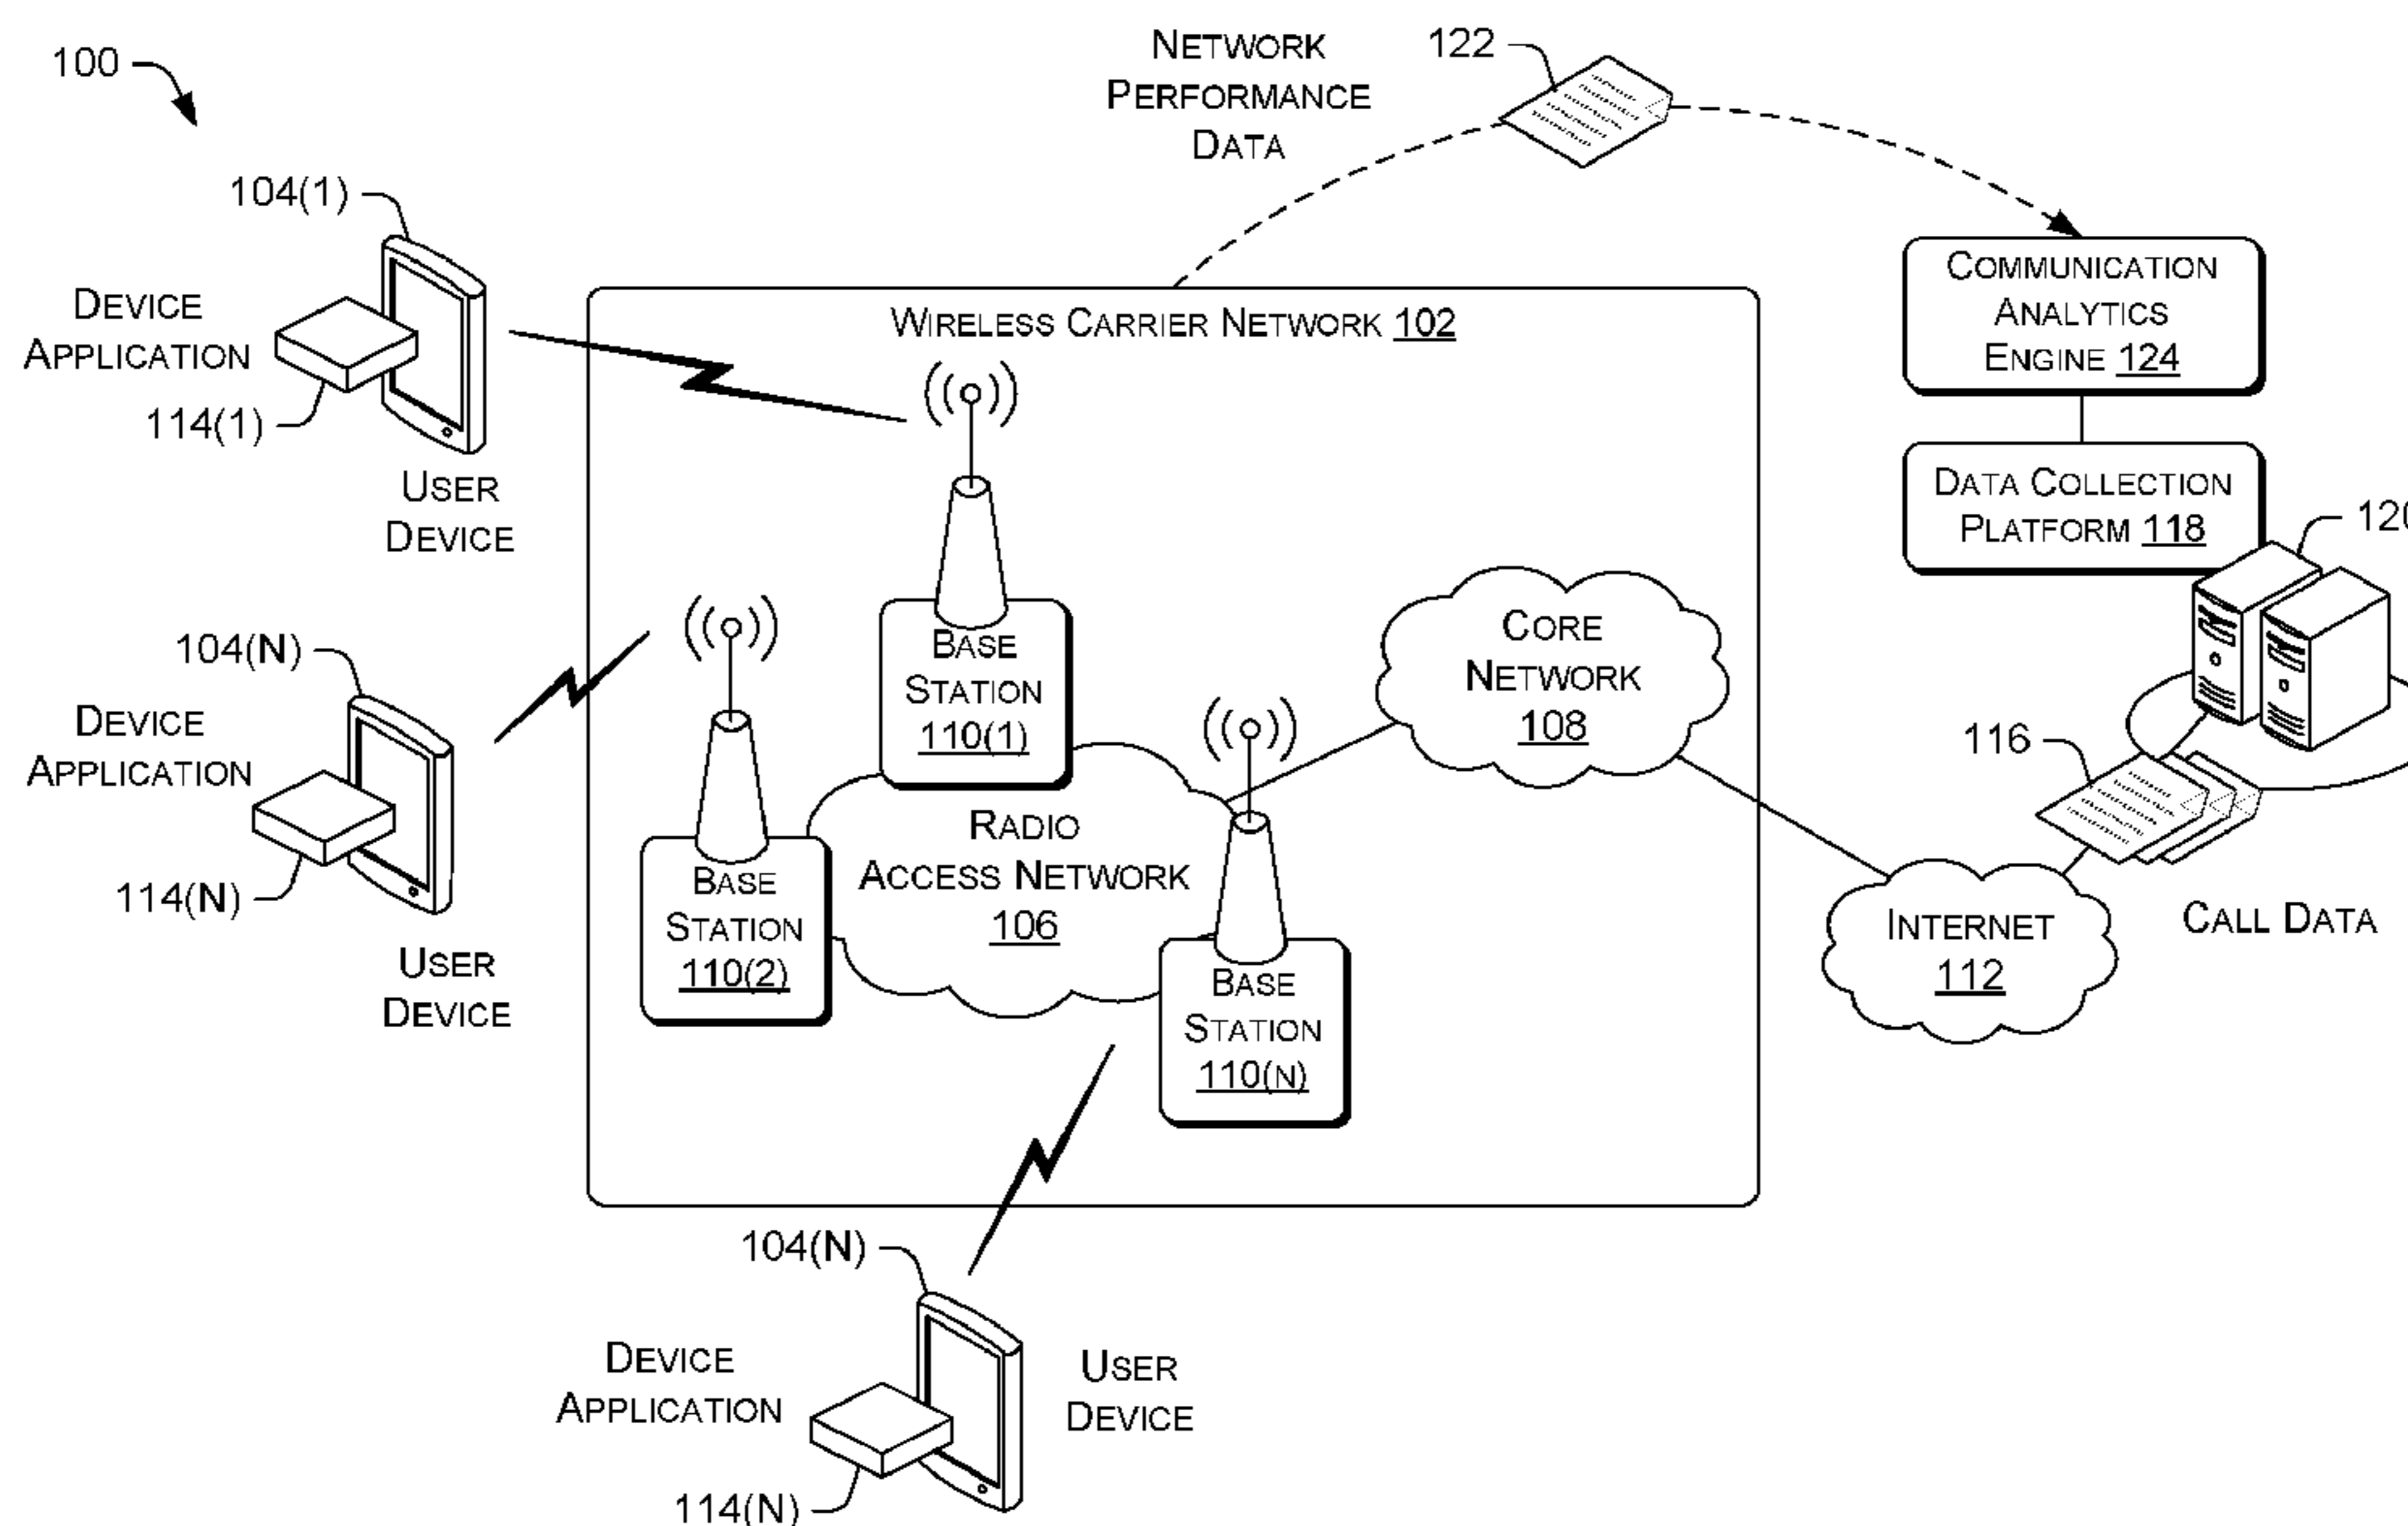 100
NETWORK
PERFORMANCE
DATA
122
104(1)
DEVICE
APPLICATION
114(1)
USER
DEVICE
WIRELESS CARRIER NETWORK 102
COMMUNICATION
ANALYTICS
ENGINE 124
DATA COLLECTION
PLATFORM 118
120
104(N)
DEVICE
APPLICATION
114(N)
USER
DEVICE
BASE
STATION
110(1)
BASE
STATION
110(2)
RADIO
ACCESS NETWORK
106
BASE
STATION
110(N)
CORE
NETWORK
108
116
INTERNET
112
CALL DATA
104(N)
DEVICE
APPLICATION
114(N)
USER
DEVICE